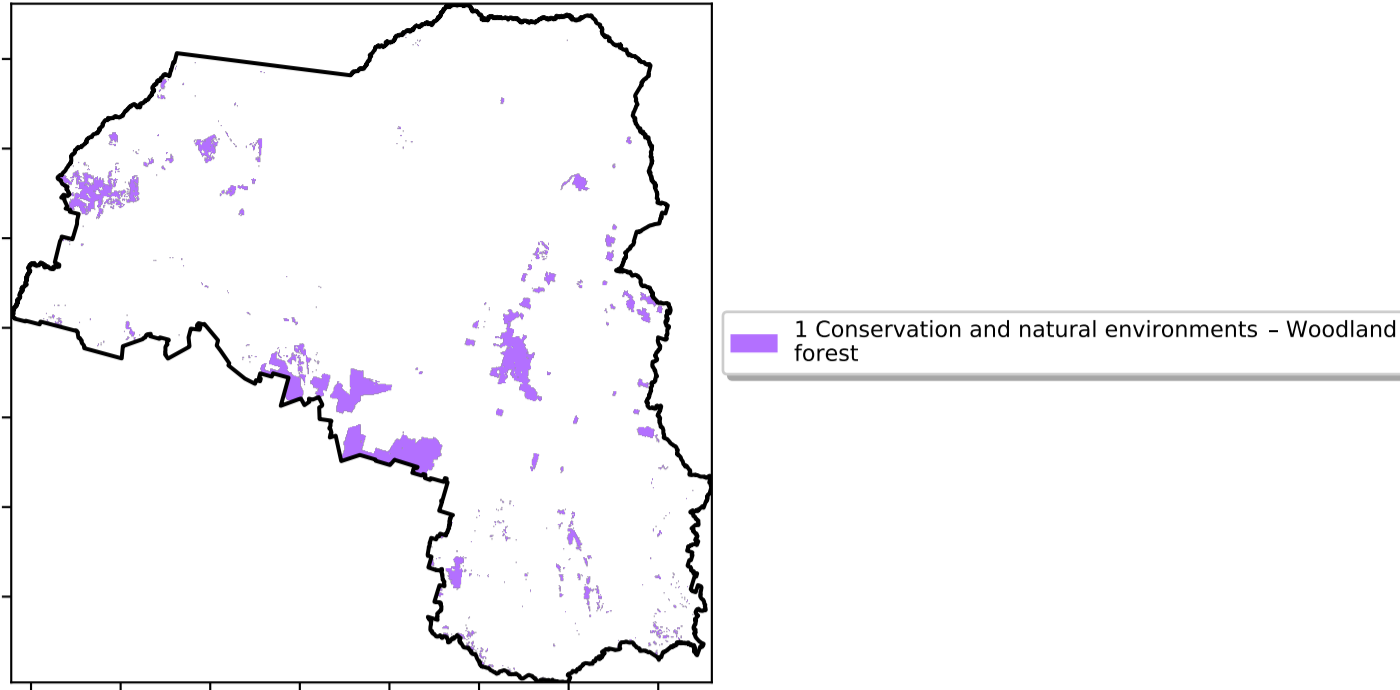 1 Conservation and natural environments – Woodland
forest